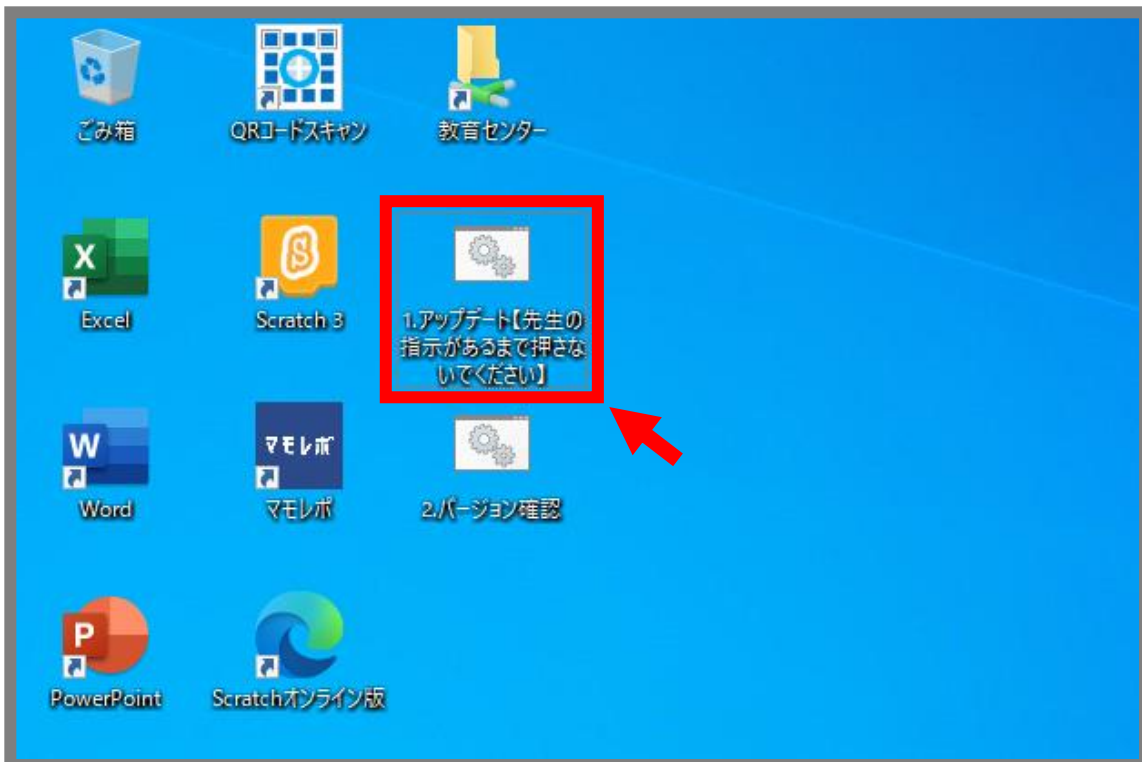 ごみ箱
QRコードスキャン
教育センター
X
Excel
S
Scratch 3
1.アップデート【先生の
指示があるまで押さな
いでください】
W
Word
マモレポ
マモレポ
2.バージョン確認
P
PowerPoint
Scratchオンライン版